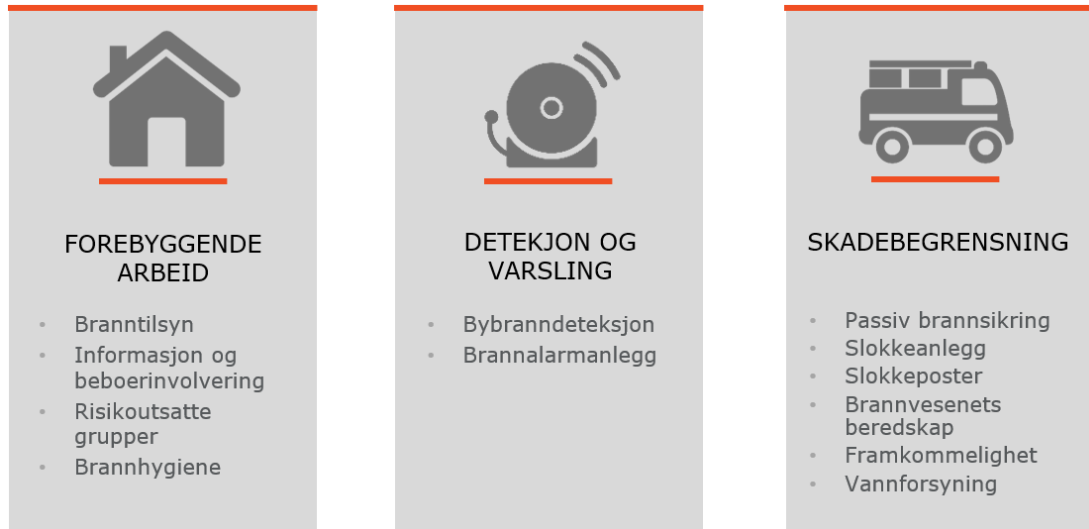 FOREBYGGENDE
ARBEID
• Branntilsyn
• Informasjon og
beboerinvolvering
• Risikoutsatte
grupper
• Brannhygiene
DETEKJON OG
VARSLING
• Bybranndeteksjon
• Brannalarmanlegg
SKADEBEGRENSNING
• Passiv brannsikring
• Slokkeanlegg
• Slokkeposter
• Brannvesenets
beredskap
• Framkommelighet
• Vannforsyning